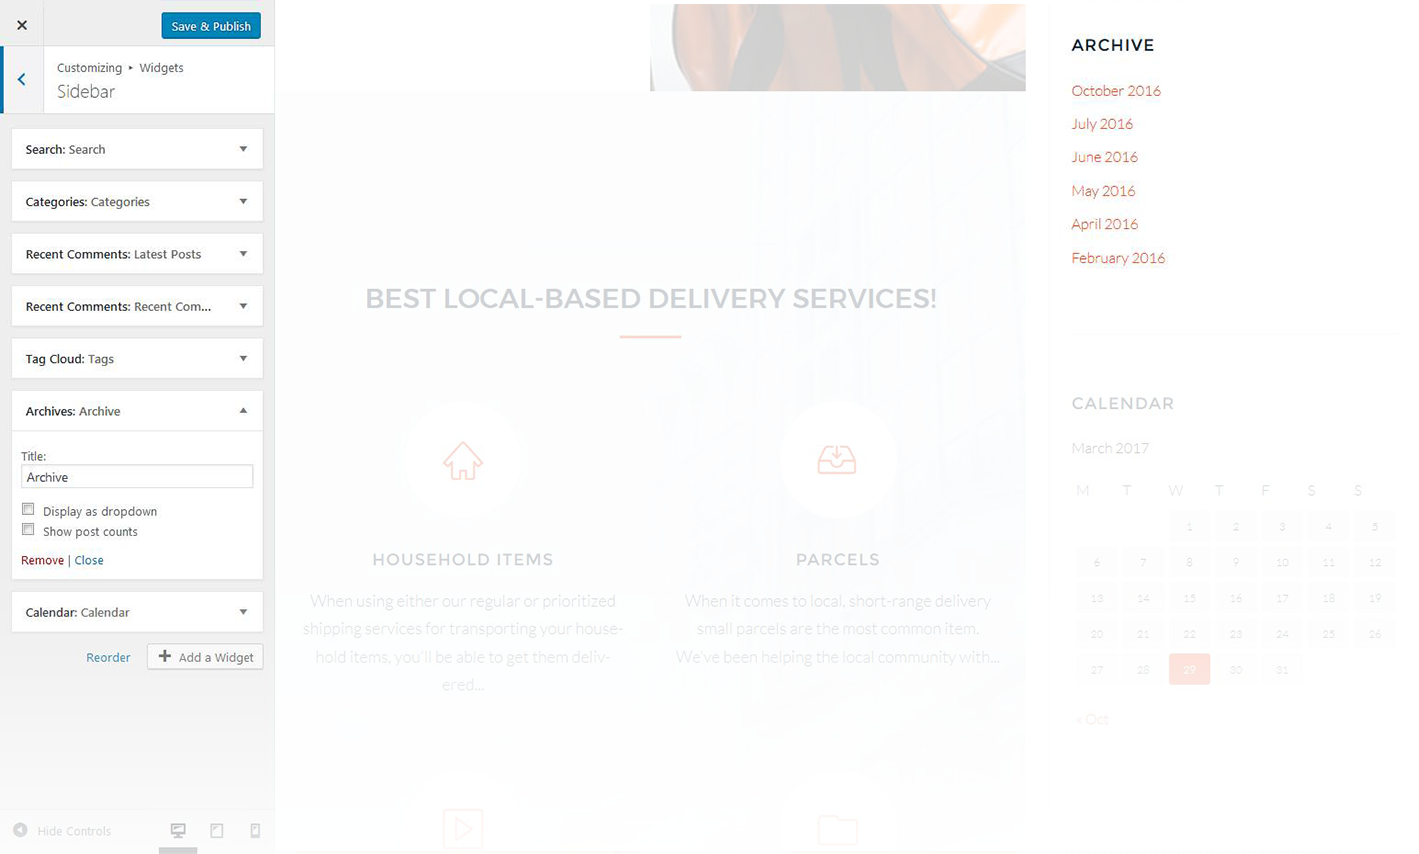 Save & Publish
Customizing ▸ Widgets
Sidebar
Search: Search
Categories: Categories
Recent Comments: Latest Posts
Recent Comments: Recent Com...
Tag Cloud: Tags
Archives: Archive
Title:
Archive
Display as dropdown
Show post counts
Remove | Close
Calendar: Calendar
Reorder
Add a Widget
Hide Controls
BEST LOCAL-BASED DELIVERY SERVICES!
HOUSEHOLD ITEMS
When using either our regular or prioritized
shipping services for transporting your house-
hold items, you'll be able to get them deliv-
ered...
PARCELS
When it comes to local, short-range delivery
small parcels are the most common item.
We've been helping the local community with...
ARCHIVE
October 2016
July 2016
June 2016
May 2016
April 2016
February 2016
CALENDAR
March 2017
M T W T F S S
1 2 3 4 5
6 7 8 9 10 11 12
13 14 15 16 17 18 19
20 21 22 23 24 25 26
27 28 29 30 31
« Oct